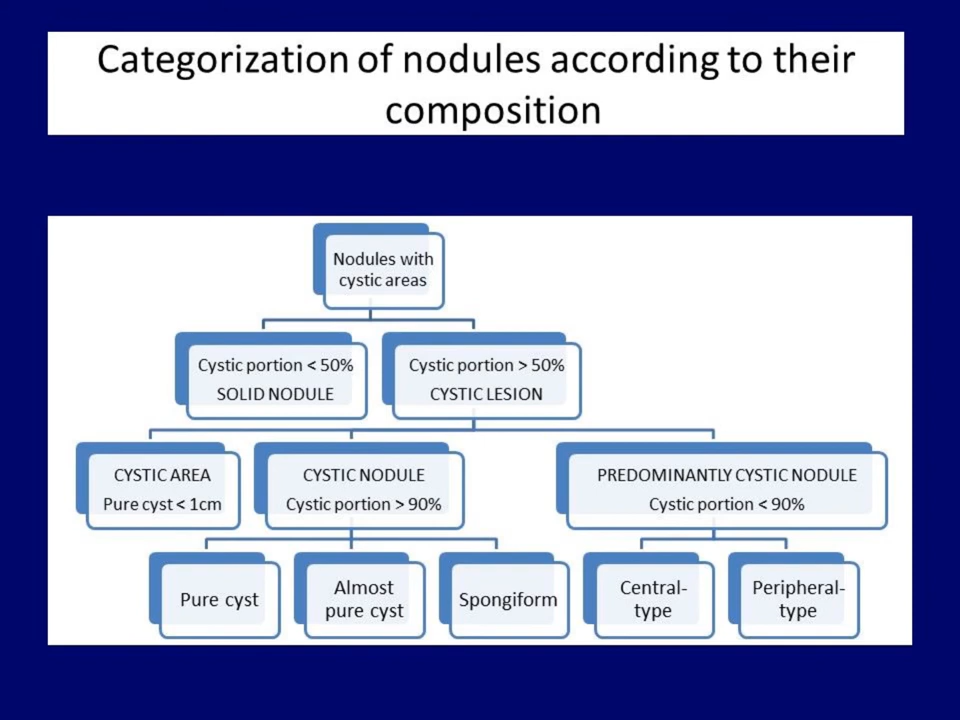 Categorization of nodules according to their
composition
Nodules with
cystic areas
Cystic portion < 50%
SOLID NODULE
Cystic portion > 50%
CYSTIC LESION
CYSTIC AREA
Pure cyst < 1cm
CYSTIC NODULE
Cystic portion > 90%
PREDOMINANTLY CYSTIC NODULE
Cystic portion < 90%
Pure cyst
Almost
pure cyst
Spongiform
Central-
type
Peripheral-
type